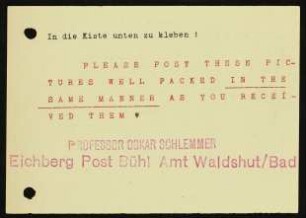 In die Kiste unten zu kleben !
PLEASE POST THESE PIC-
TURES WELL PACKED IN THE
SAME MANNER AS YOU RECEI-
VED THEM
PROFESSOR OSKAR SCHLEMMER
Eichberg Post Bühl Amt Waldshut/Bad